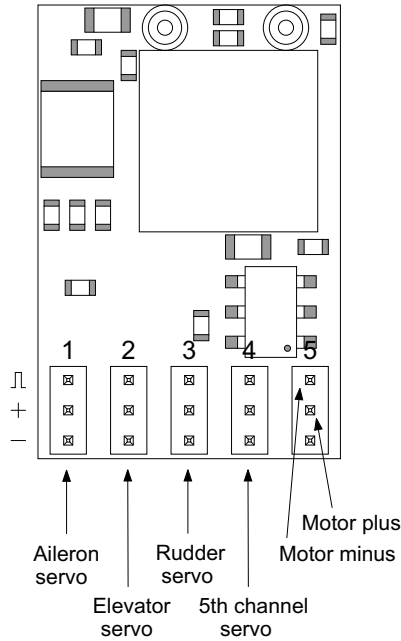 1 2 3 4 5
⎍
+
−
Motor plus
Aileron servo
Rudder servo
Motor minus
Elevator servo
5th channel servo